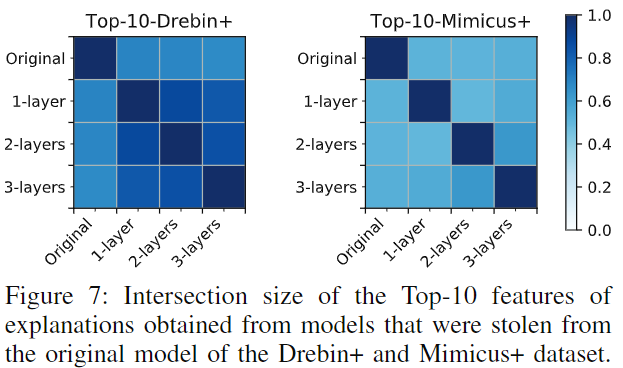 Top-10-Drebin+
Top-10-Mimicus+
Original
1-layer
2-layers
3-layers
Original
1-layer
2-layers
3-layers
Original
1-layer
2-layers
3-layers
Original
1-layer
2-layers
3-layers
1.0
0.8
0.6
0.4
0.2
0.0
Figure 7: Intersection size of the Top-10 features of
explanations obtained from models that were stolen from
the original model of the Drebin+ and Mimicus+ dataset.